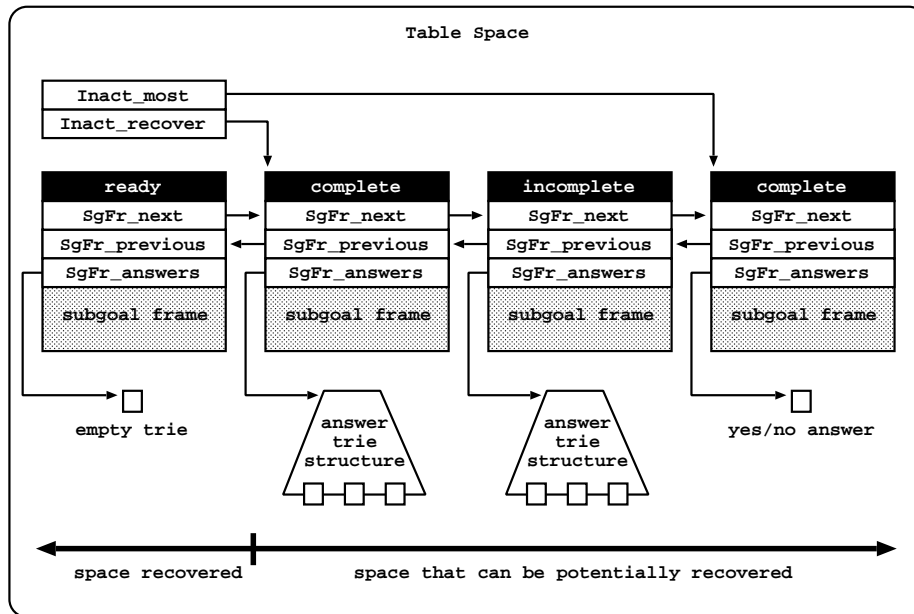 Table Space
Inact_most
Inact_recover
ready
SgFr_next
SgFr_previous
SgFr_answers
subgoal frame
complete
SgFr_next
SgFr_previous
SgFr_answers
subgoal frame
incomplete
SgFr_next
SgFr_previous
SgFr_answers
subgoal frame
complete
SgFr_next
SgFr_previous
SgFr_answers
subgoal frame
empty trie
answer
trie
structure
answer
trie
structure
yes/no answer
space recovered
space that can be potentially recovered